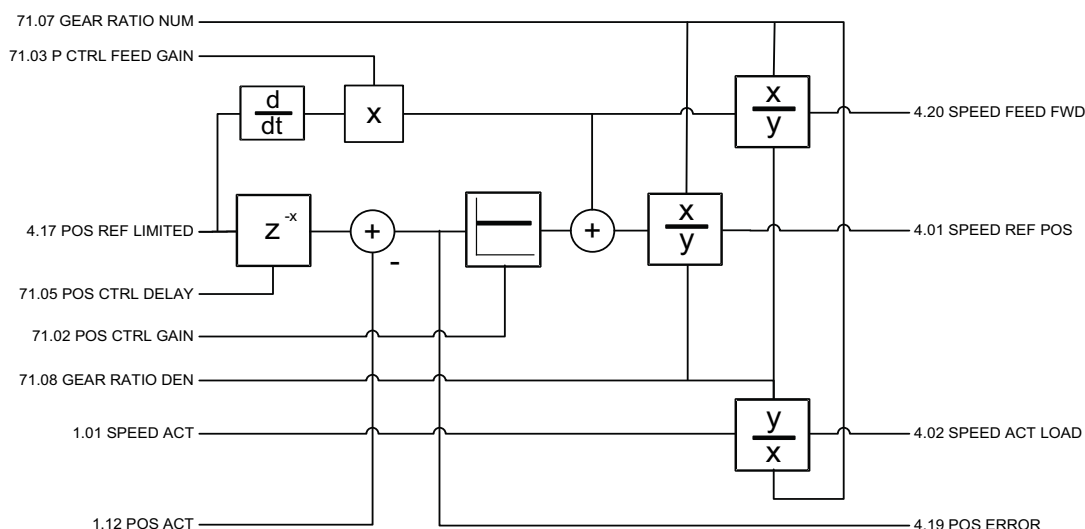 71.07 GEAR RATIO NUM
71.03 P CTRL FEED GAIN
d
dt
x
x
y
4.20 SPEED FEED FWD
4.17 POS REF LIMITED
z-x
+
-
+
x
y
4.01 SPEED REF POS
71.05 POS CTRL DELAY
71.02 POS CTRL GAIN
71.08 GEAR RATIO DEN
1.01 SPEED ACT
y
x
4.02 SPEED ACT LOAD
1.12 POS ACT
4.19 POS ERROR